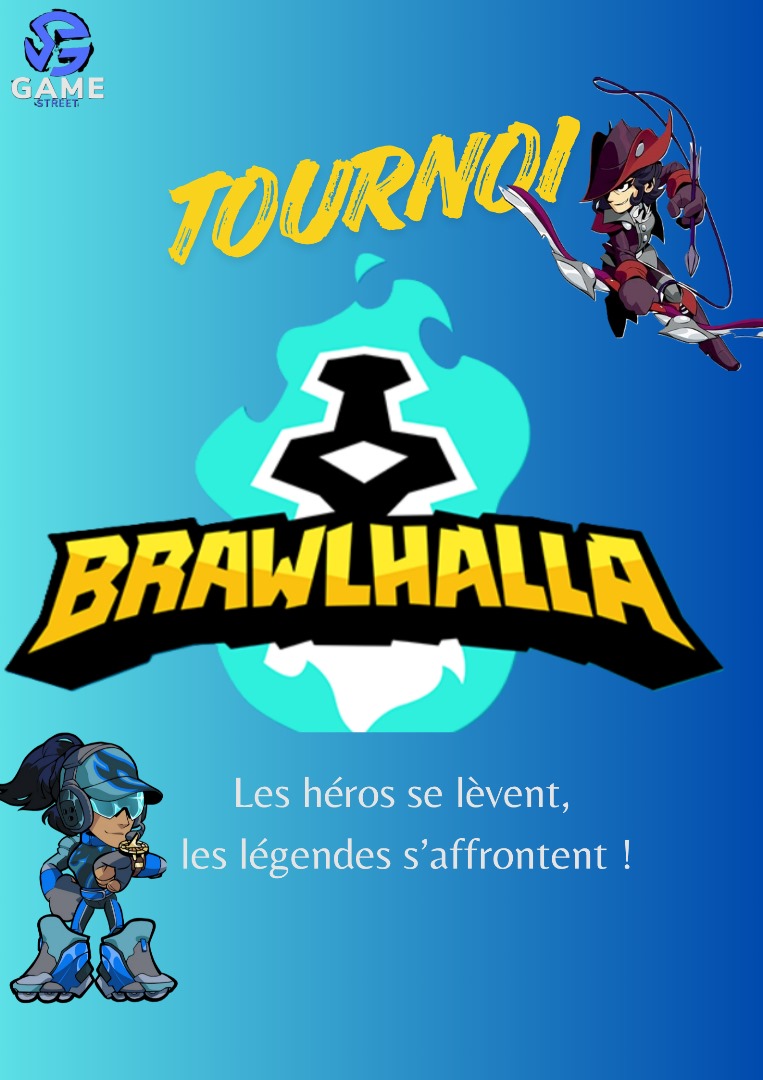 GAME
STREET
TOURNOI
BRAWLHALLA
Les héros se lèvent,
les légendes s’affrontent !